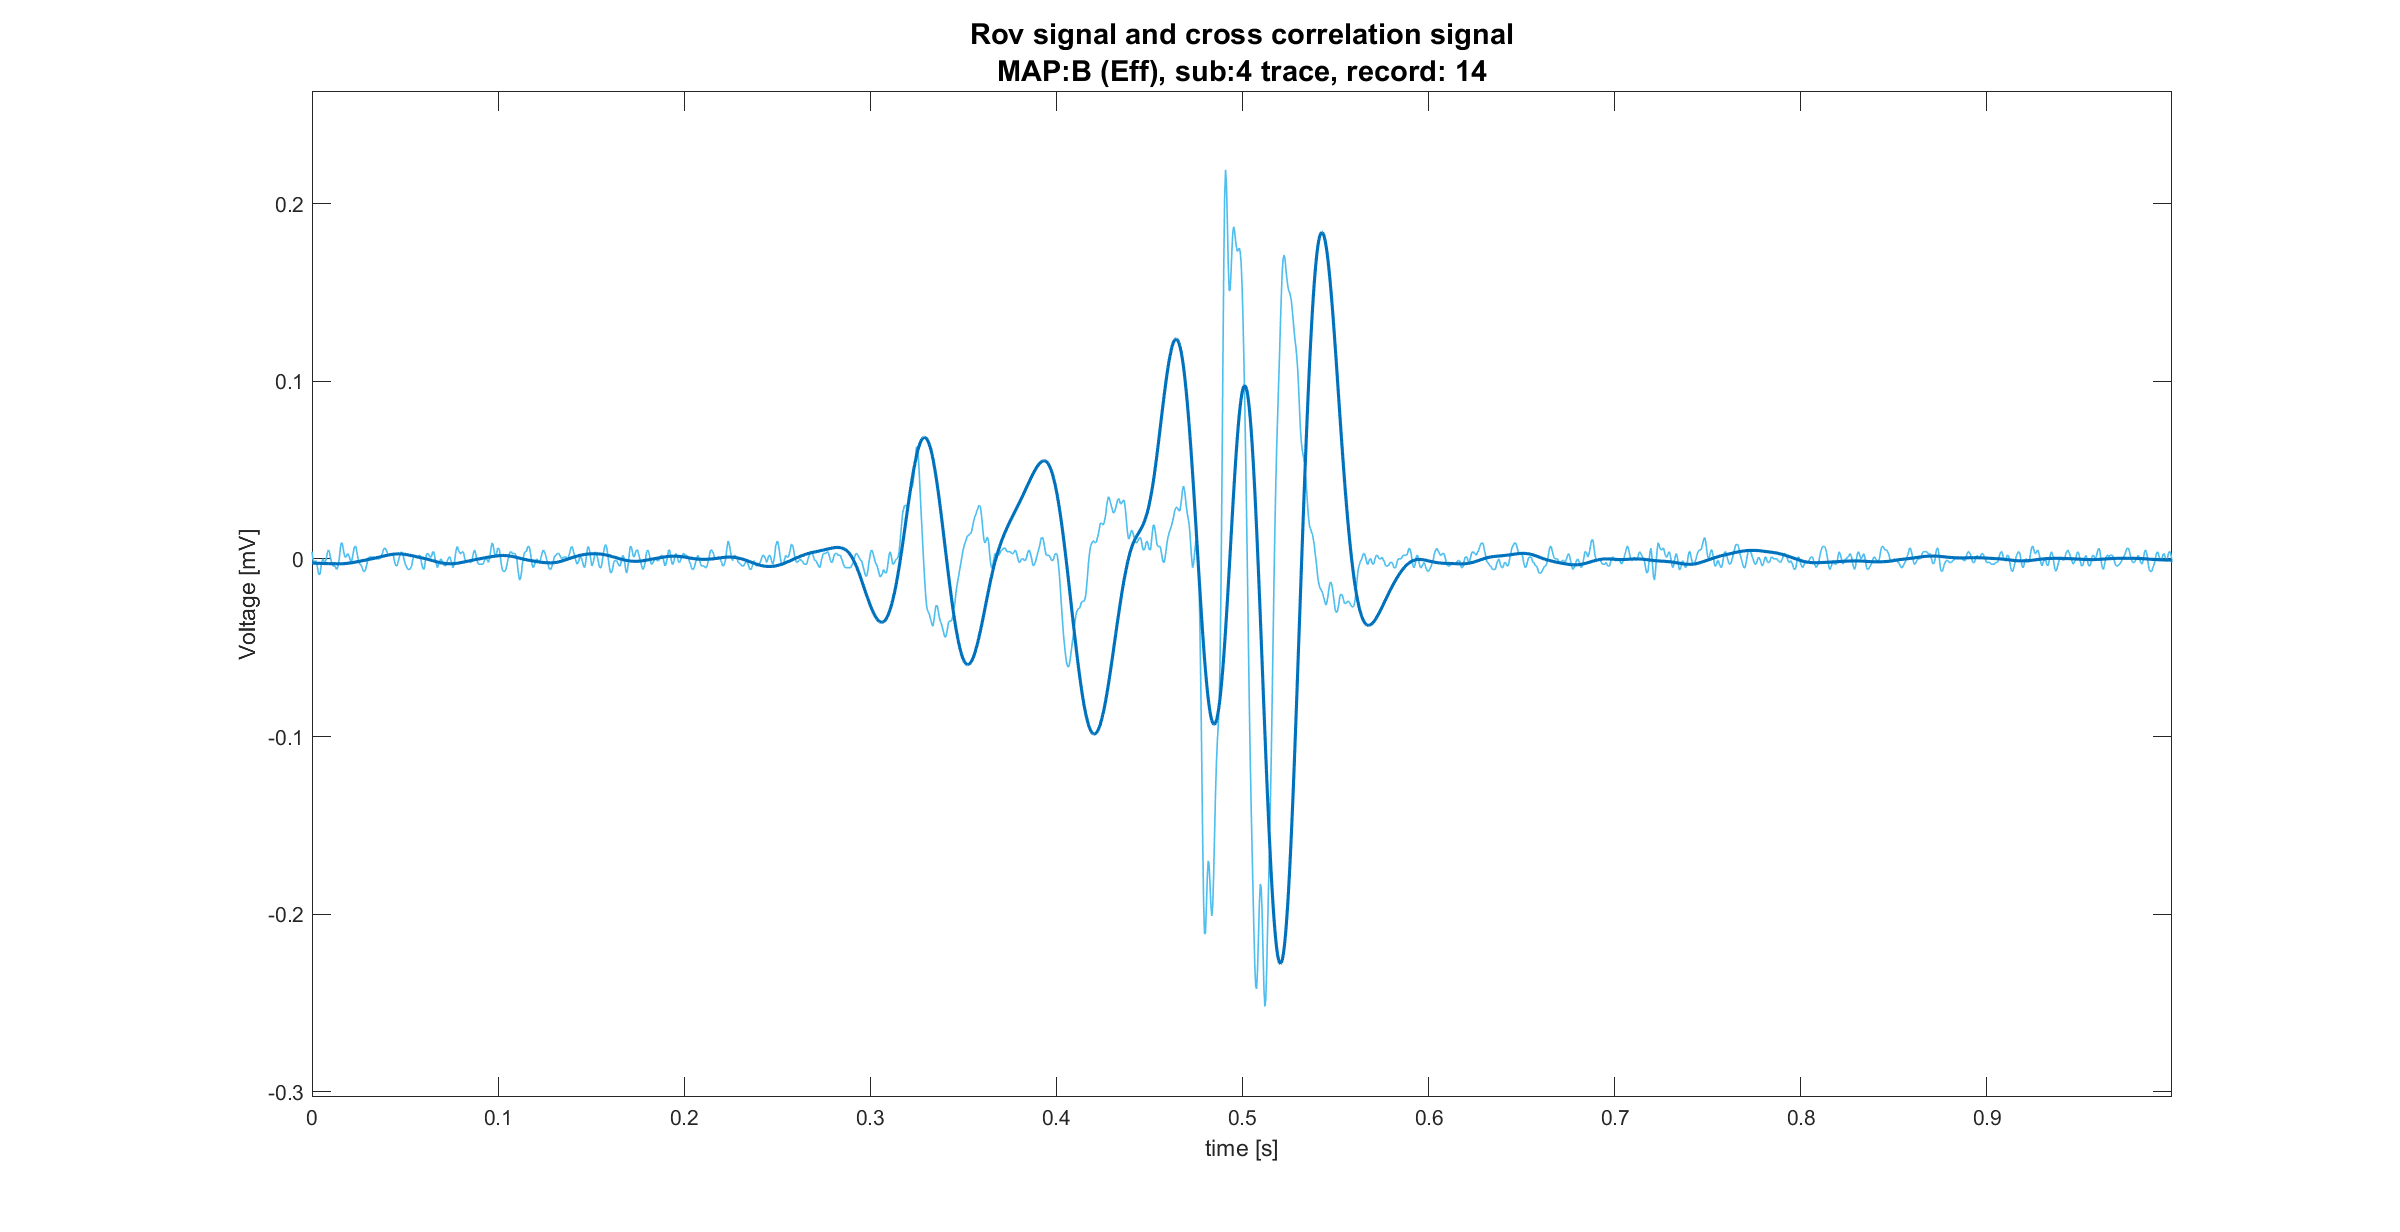 Rov signal and cross correlation signal
MAP:B (Eff), sub:4 trace, record: 14
Voltage [mV]
0.2
0.1
0
-0.1
-0.2
-0.3
0 0.1 0.2 0.3 0.4 0.5 0.6 0.7 0.8 0.9
time [s]